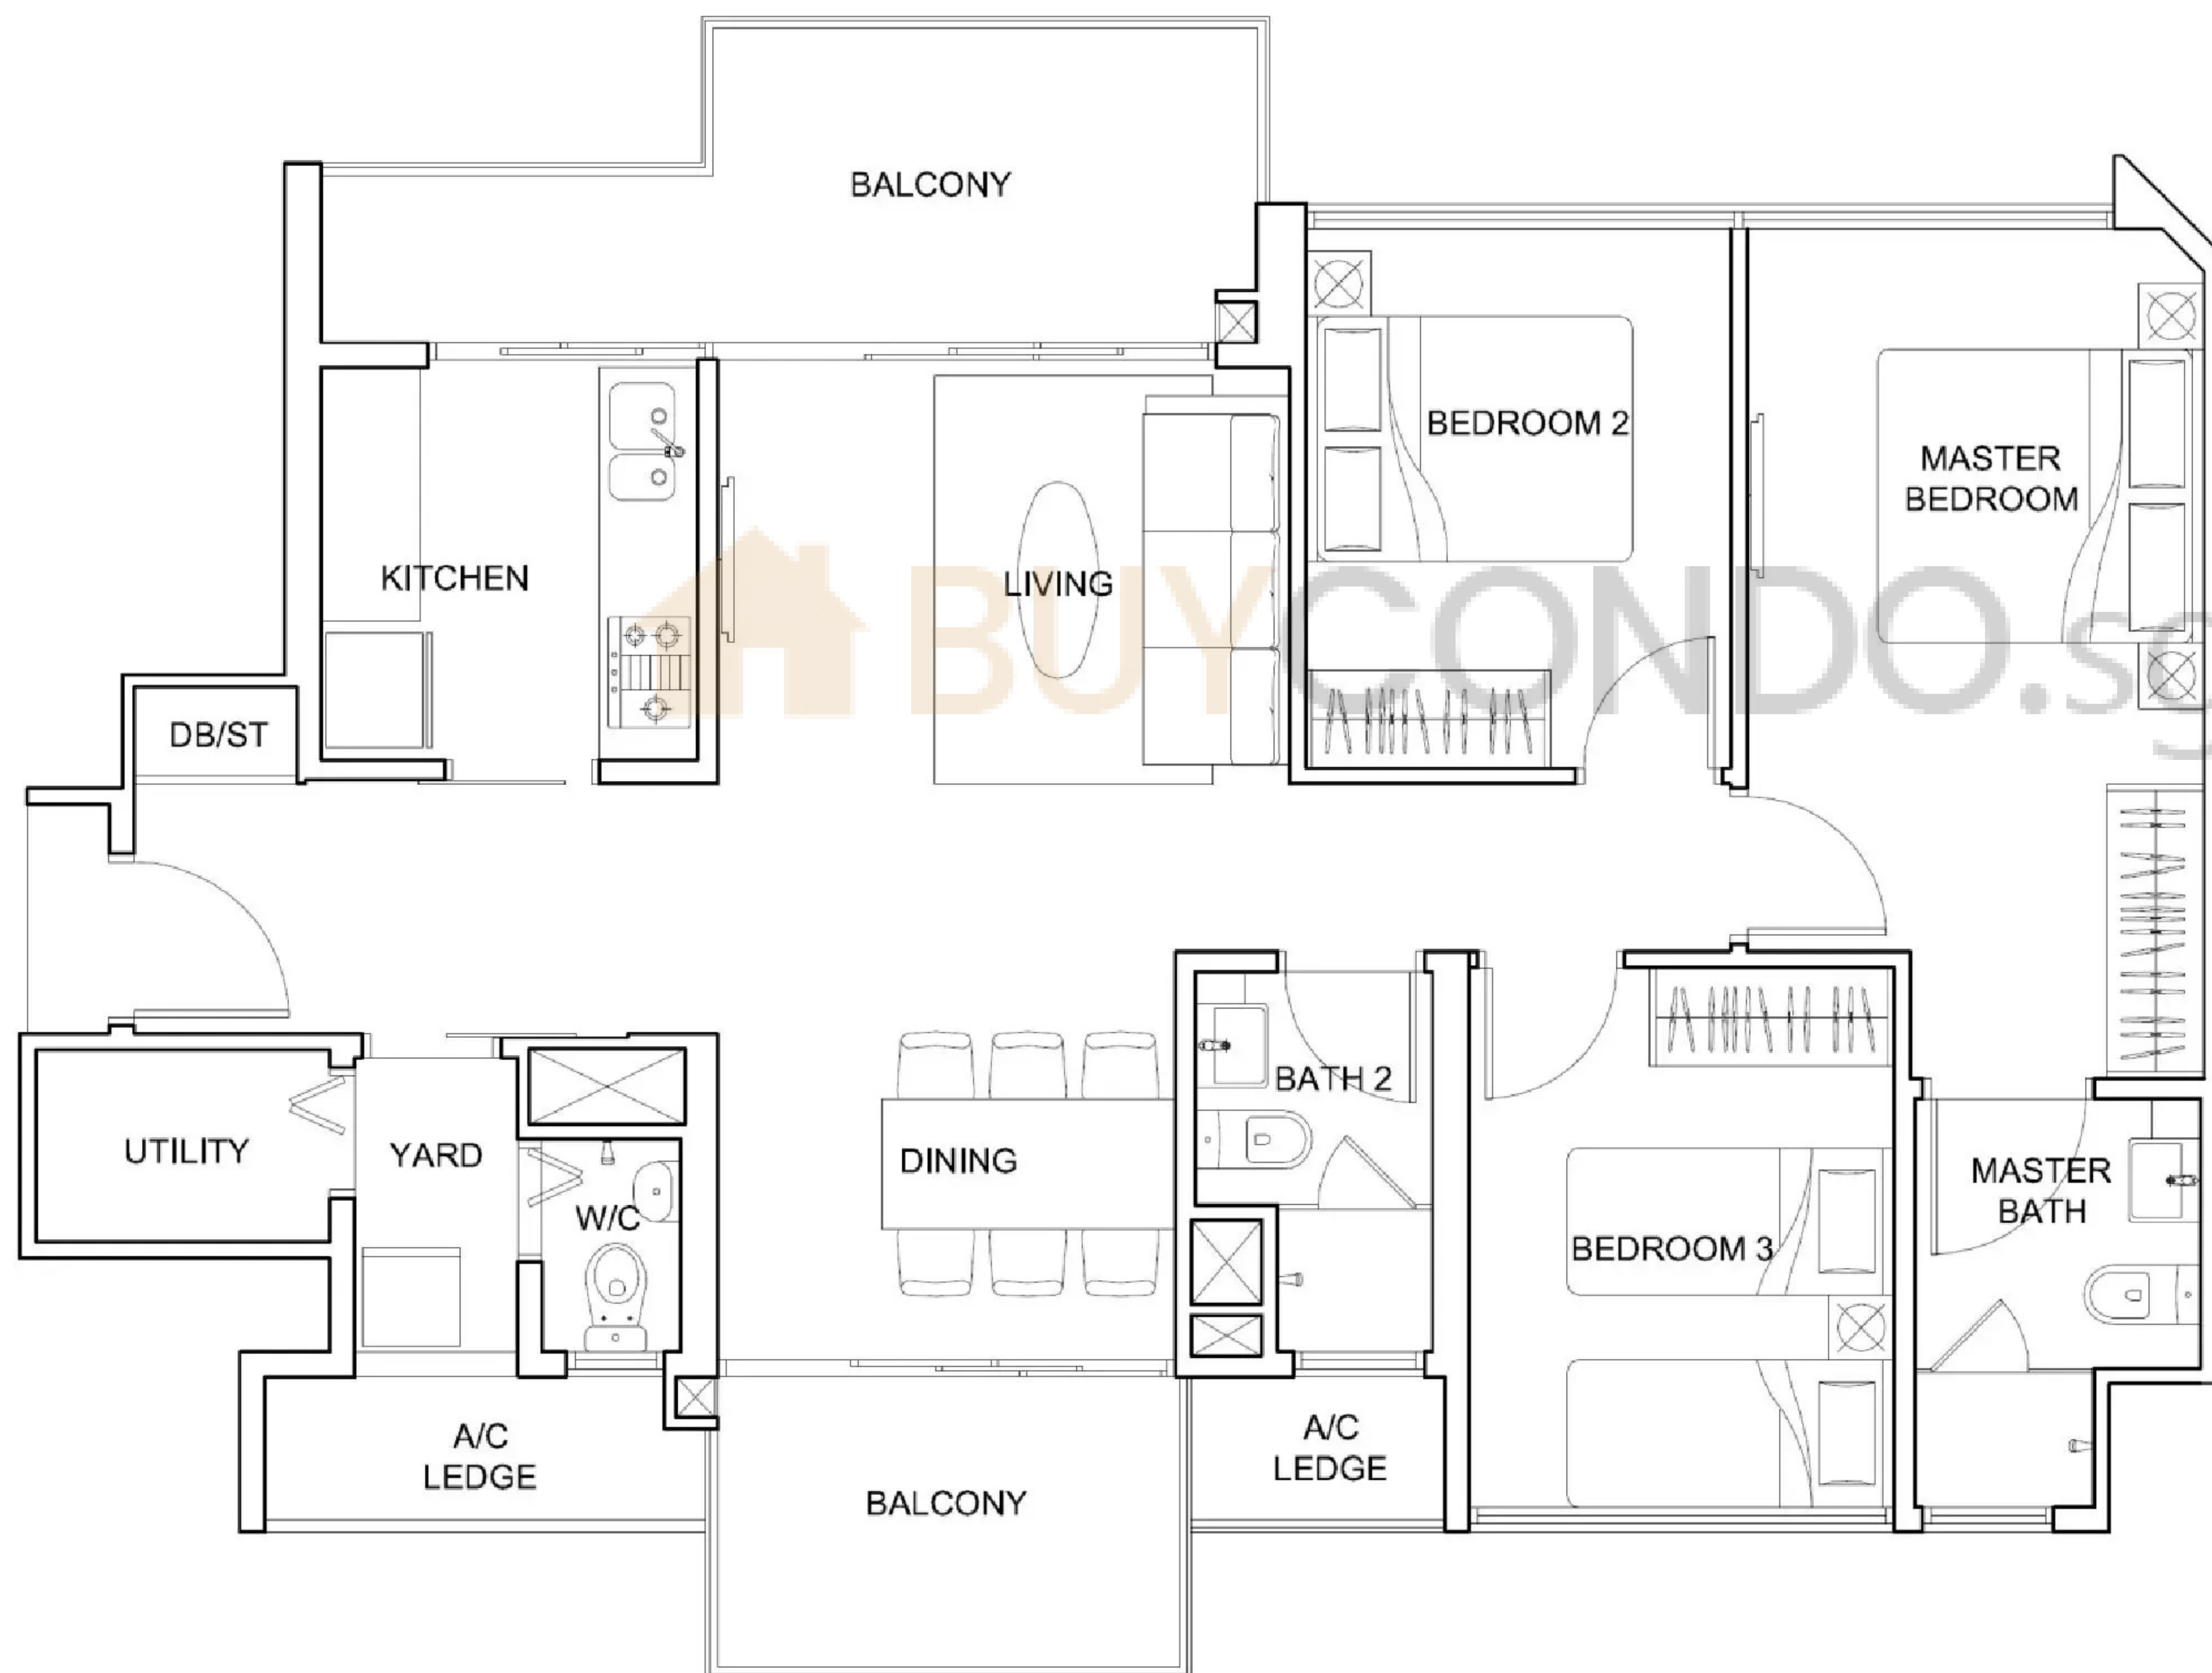 BALCONY
BEDROOM 2
MASTER
BEDROOM
KITCHEN
LIVING
BUYCONDO.sg
DB/ST
BATH 2
UTILITY
YARD
DINING
MASTER
BATH
W/C
BEDROOM 3
A/C
LEDGE
A/C
LEDGE
BALCONY